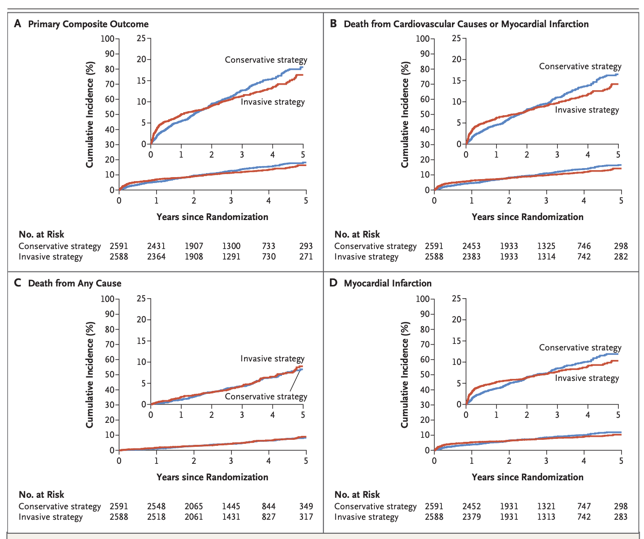 A Primary Composite Outcome
Cumulative Incidence (%)
100
90
80
70
60
50
40
30
20
10
0
25
20
15
10
5
0
Conservative strategy
Invasive strategy
0 1 2 3 4 5
0 1 2 3 4 5
Years since Randomization
No. at Risk
Conservative strategy 2591 2431 1907 1300 733 293
Invasive strategy 2588 2364 1908 1291 730 271
B Death from Cardiovascular Causes or Myocardial Infarction
Cumulative Incidence (%)
100
90
80
70
60
50
40
30
20
10
0
25
20
15
10
5
0
Conservative strategy
Invasive strategy
0 1 2 3 4 5
0 1 2 3 4 5
Years since Randomization
No. at Risk
Conservative strategy 2591 2453 1933 1325 746 298
Invasive strategy 2588 2383 1933 1314 742 282
C Death from Any Cause
Cumulative Incidence (%)
100
90
80
70
60
50
40
30
20
10
0
25
20
15
10
5
0
Invasive strategy
Conservative strategy
0 1 2 3 4 5
0 1 2 3 4 5
Years since Randomization
No. at Risk
Conservative strategy 2591 2548 2065 1445 844 349
Invasive strategy 2588 2518 2061 1431 827 317
D Myocardial Infarction
Cumulative Incidence (%)
100
90
80
70
60
50
40
30
20
10
0
25
20
15
10
5
0
Conservative strategy
Invasive strategy
0 1 2 3 4 5
0 1 2 3 4 5
Years since Randomization
No. at Risk
Conservative strategy 2591 2452 1931 1321 747 298
Invasive strategy 2588 2379 1931 1313 742 283